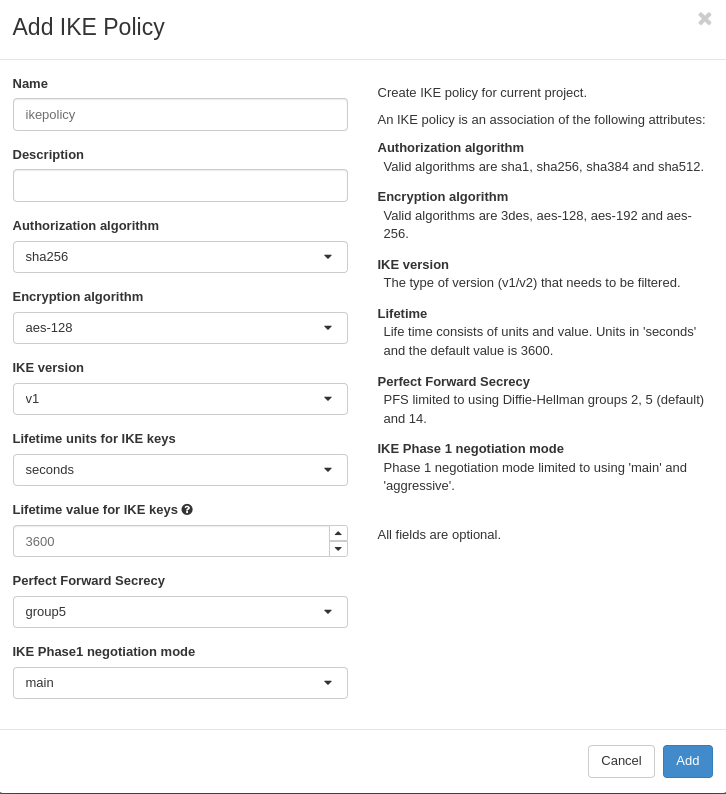 Add IKE Policy
Name
ikepolicy
Description
Authorization algorithm
sha256
Encryption algorithm
aes-128
IKE version
v1
Lifetime units for IKE keys
seconds
Lifetime value for IKE keys
3600
Perfect Forward Secrecy
group5
IKE Phase1 negotiation mode
main
Create IKE policy for current project.
An IKE policy is an association of the following attributes:
Authorization algorithm
Valid algorithms are sha1, sha256, sha384 and sha512.
Encryption algorithm
Valid algorithms are 3des, aes-128, aes-192 and aes-
256.
IKE version
The type of version (v1/v2) that needs to be filtered.
Lifetime
Life time consists of units and value. Units in 'seconds'
and the default value is 3600.
Perfect Forward Secrecy
PFS limited to using Diffie-Hellman groups 2, 5 (default)
and 14.
IKE Phase 1 negotiation mode
Phase 1 negotiation mode limited to using 'main' and
'aggressive'.
All fields are optional.
Cancel
Add